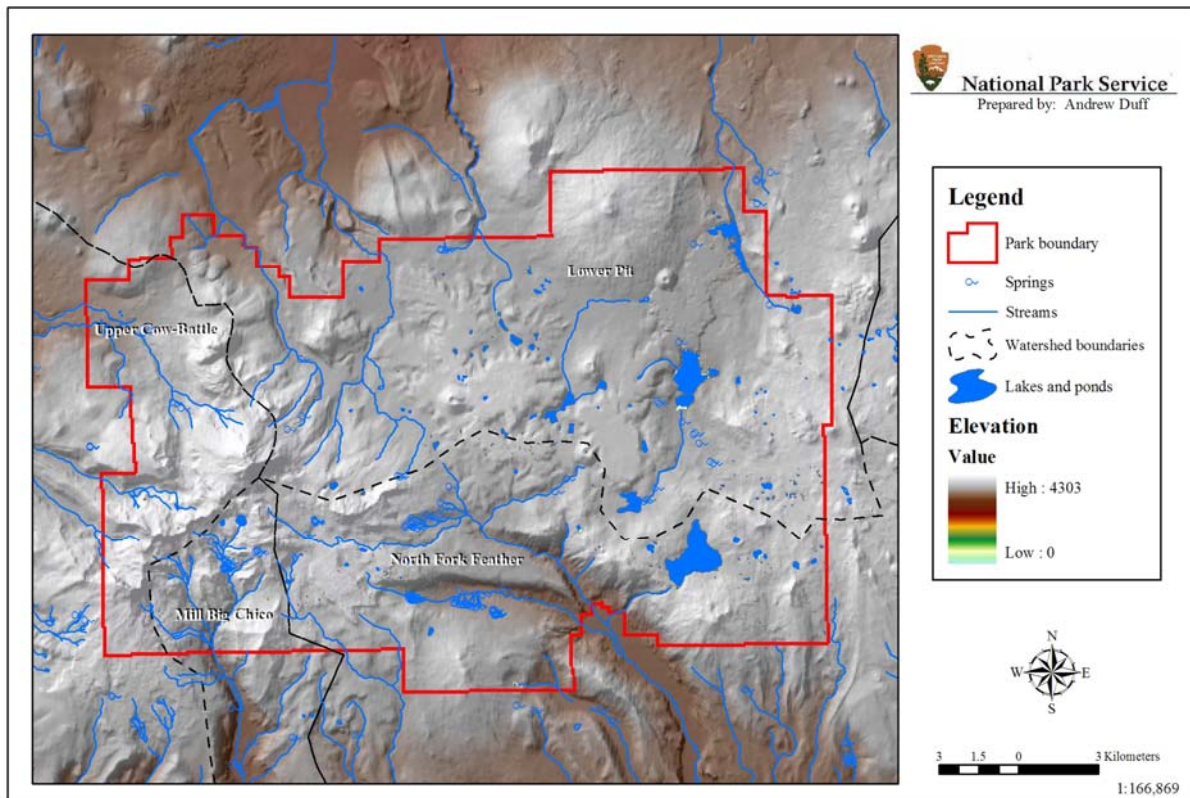 National Park Service
Prepared by: Andrew Duff
Lower Pit
Upper Cow-Battle
North Fork Feather
Mill Big Chico
Legend
Park boundary
Springs
Streams
Watershed boundaries
Lakes and ponds
Elevation
Value
High : 4303
Low : 0
N
W E
S
3 1.5 0 3 Kilometers
1:166,869